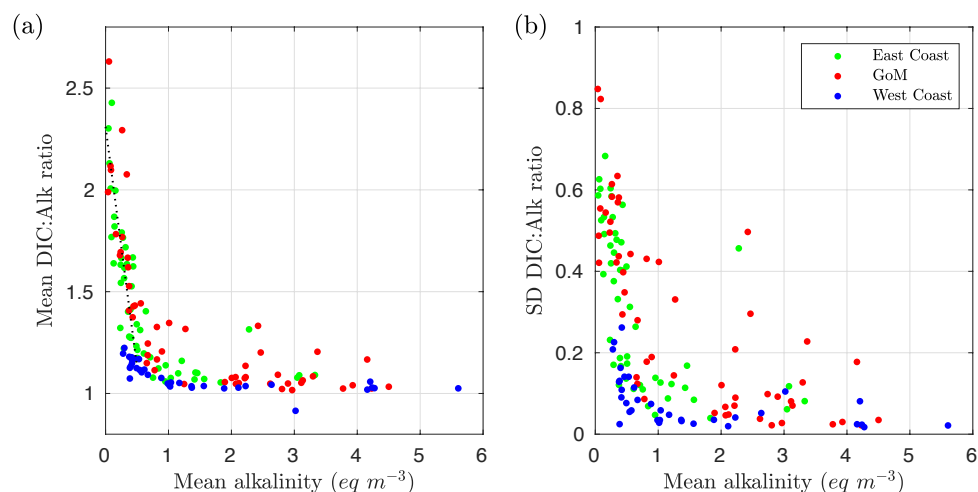 (a)
Mean DIC:Alk ratio
2.5
2
1.5
1
0 1 2 3 4 5 6
Mean alkalinity (eq m⁻³)
(b)
SD DIC:Alk ratio
1
0.8
0.6
0.4
0.2
0
East Coast
GoM
West Coast
0 1 2 3 4 5 6
Mean alkalinity (eq m⁻³)